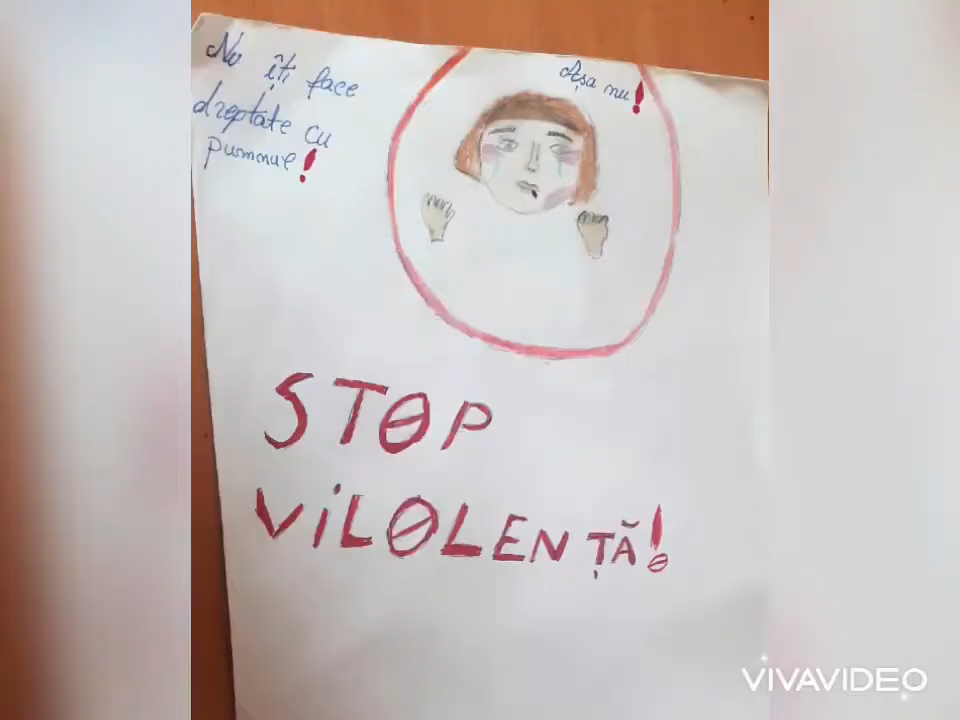 Nu îți face
dreptate cu
pumnul!
Așa nu!
STOP
ViLOLENȚĂ!
VIVAVIDEO